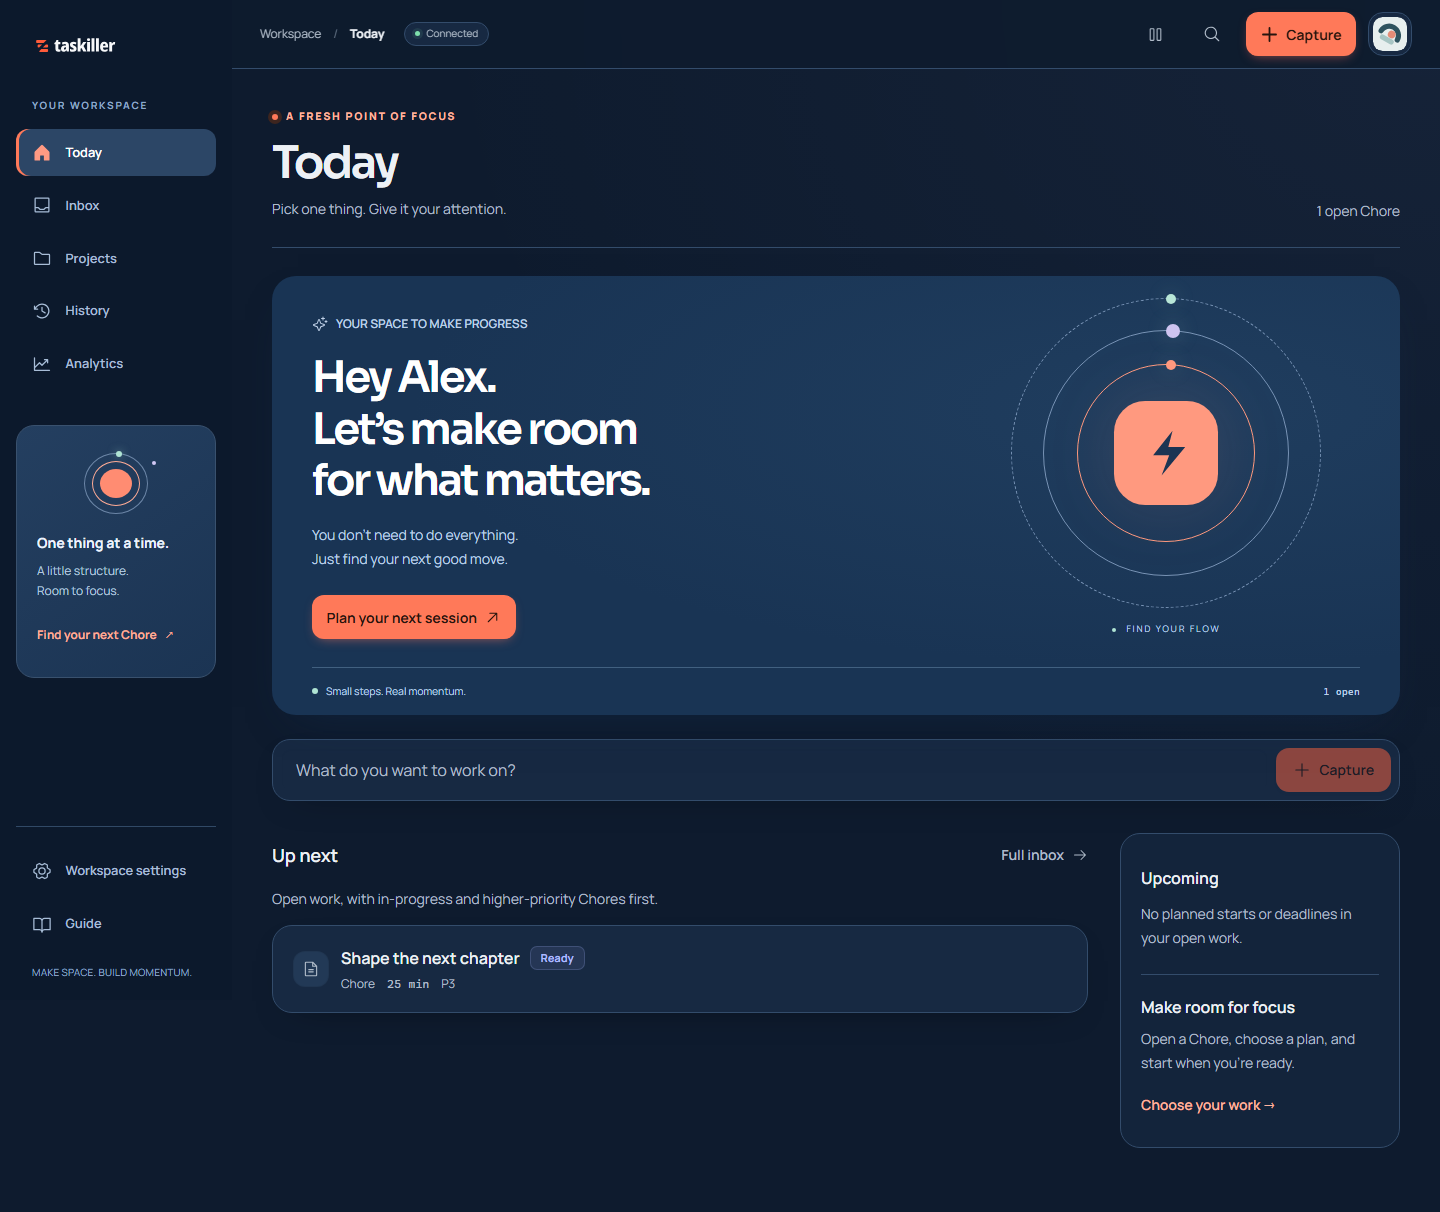 taskiller
Workspace / Today
Connected
Capture
YOUR WORKSPACE
Today
Inbox
Projects
History
Analytics
One thing at a time.
A little structure.
Room to focus.
Find your next Chore ↗
Workspace settings
Guide
MAKE SPACE. BUILD MOMENTUM.
A FRESH POINT OF FOCUS
Today
Pick one thing. Give it your attention.
1 open Chore
YOUR SPACE TO MAKE PROGRESS
Hey Alex.
Let’s make room
for what matters.
You don’t need to do everything.
Just find your next good move.
Plan your next session
FIND YOUR FLOW
Small steps. Real momentum.
1 open
What do you want to work on?
Capture
Up next
Full inbox
Open work, with in-progress and higher-priority Chores first.
Shape the next chapter
Ready
Chore 25 min P3
Upcoming
No planned starts or deadlines in
your open work.
Make room for focus
Open a Chore, choose a plan, and
start when you’re ready.
Choose your work →